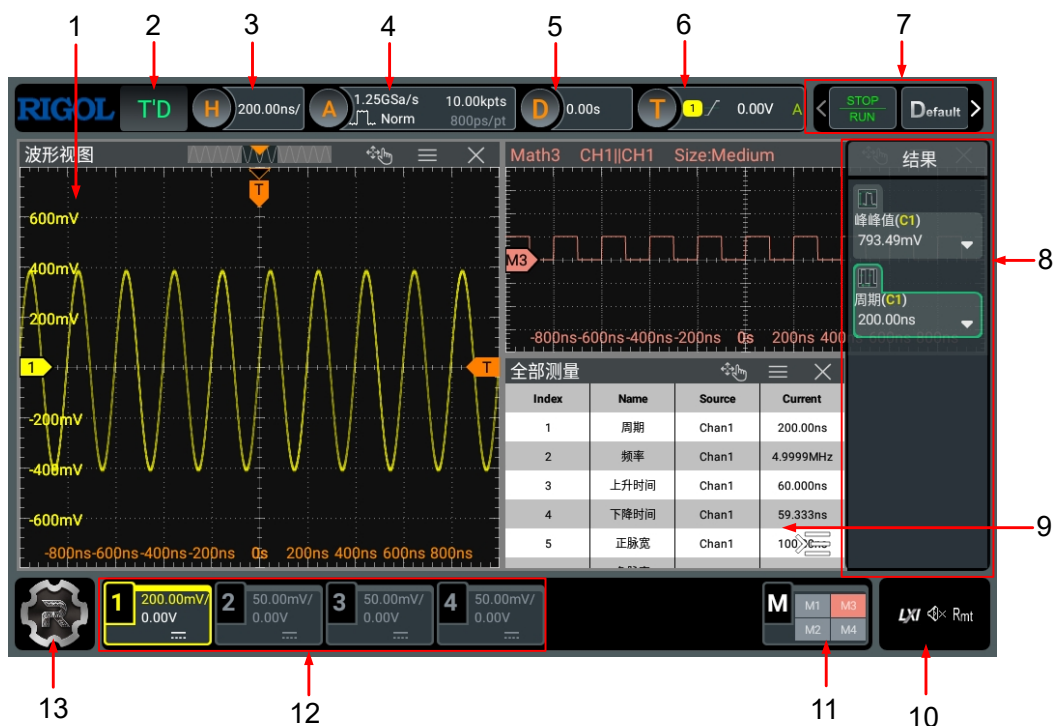 1 2 3 4 5 6 7
RIGOL T'D H 200.00ns/ A 1.25GSa/s 10.00kpts D 0.00s T 1 0.00V A STOP RUN Default
Norm 800ps/pt
波形视图
600mV
400mV
200mV
1 T
-200mV
-400mV
-600mV
-800ns -600ns -400ns -200ns 0s 200ns 400ns 600ns 800ns
T
Math3 CH1||CH1 Size:Medium
M3
-800ns -600ns -400ns -200ns 0s 200ns 400ns 600ns 800ns
全部测量
Index Name Source Current
1 周期 Chan1 200.00ns
2 频率 Chan1 4.9999MHz
3 上升时间 Chan1 60.000ns
4 下降时间 Chan1 59.333ns
5 正脉宽 Chan1
结果
峰峰值(C1)
793.49mV
周期(C1)
200.00ns
8
9
1 200.00mV/ 0.00V
2 50.00mV/ 0.00V
3 50.00mV/ 0.00V
4 50.00mV/ 0.00V
M M1 M3
M2 M4
LXI Rmt
R
13 12 11 10